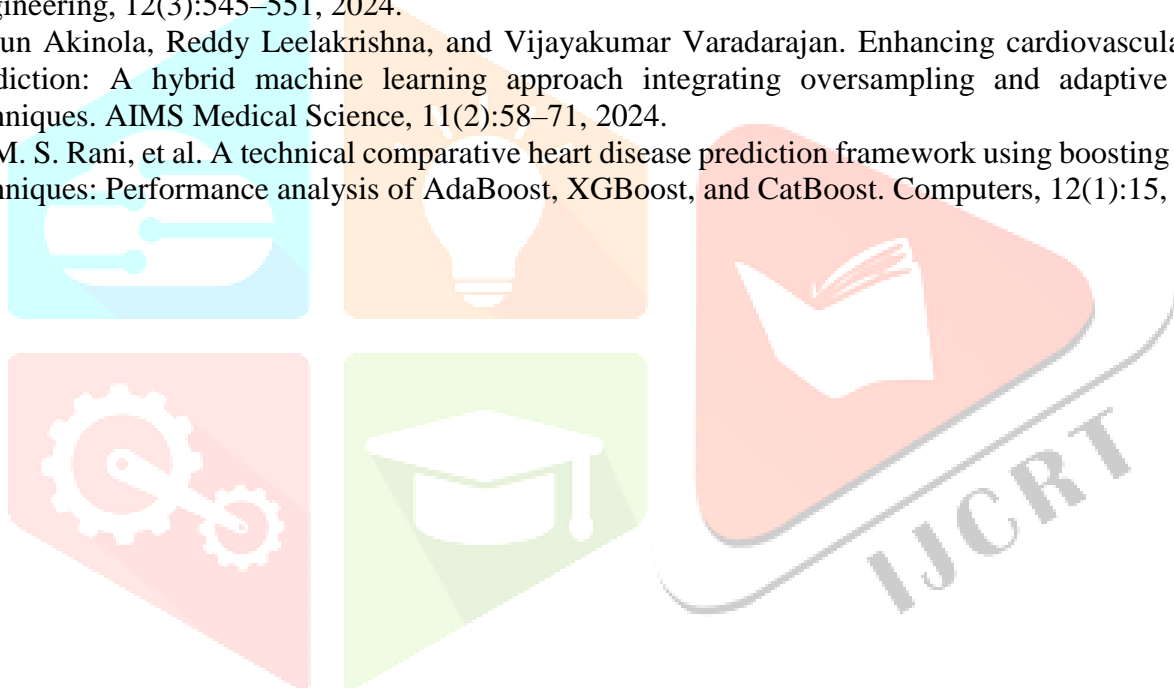 gineering, 12(3):545–551, 2024.
un Akinola, Reddy Leelakrishna, and Vijayakumar Varadarajan. Enhancing cardiovascula
diction: A hybrid machine learning approach integrating oversampling and adaptive
hniques. AIMS Medical Science, 11(2):58–71, 2024.
M. S. Rani, et al. A technical comparative heart disease prediction framework using boosting
hniques: Performance analysis of AdaBoost, XGBoost, and CatBoost. Computers, 12(1):15,
IJCRT